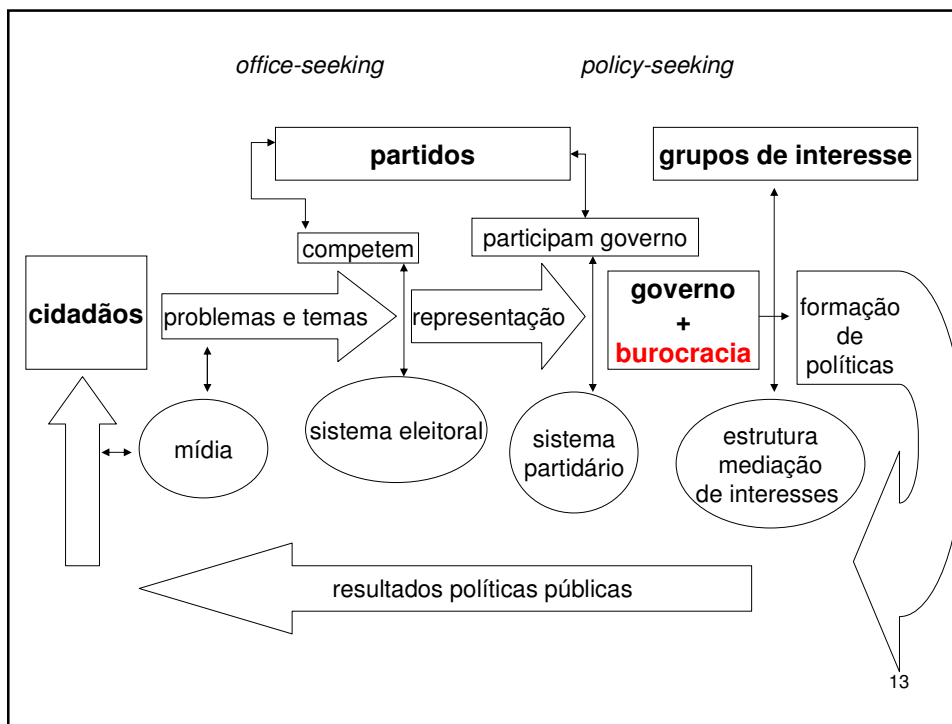 office-seeking
policy-seeking
partidos
grupos de interesse
competem
participam governo
cidadãos
problemas e temas
representação
governo
+
burocracia
formação
de
políticas
mídia
sistema eleitoral
sistema
partidário
estrutura
mediação
de interesses
resultados políticas públicas
13